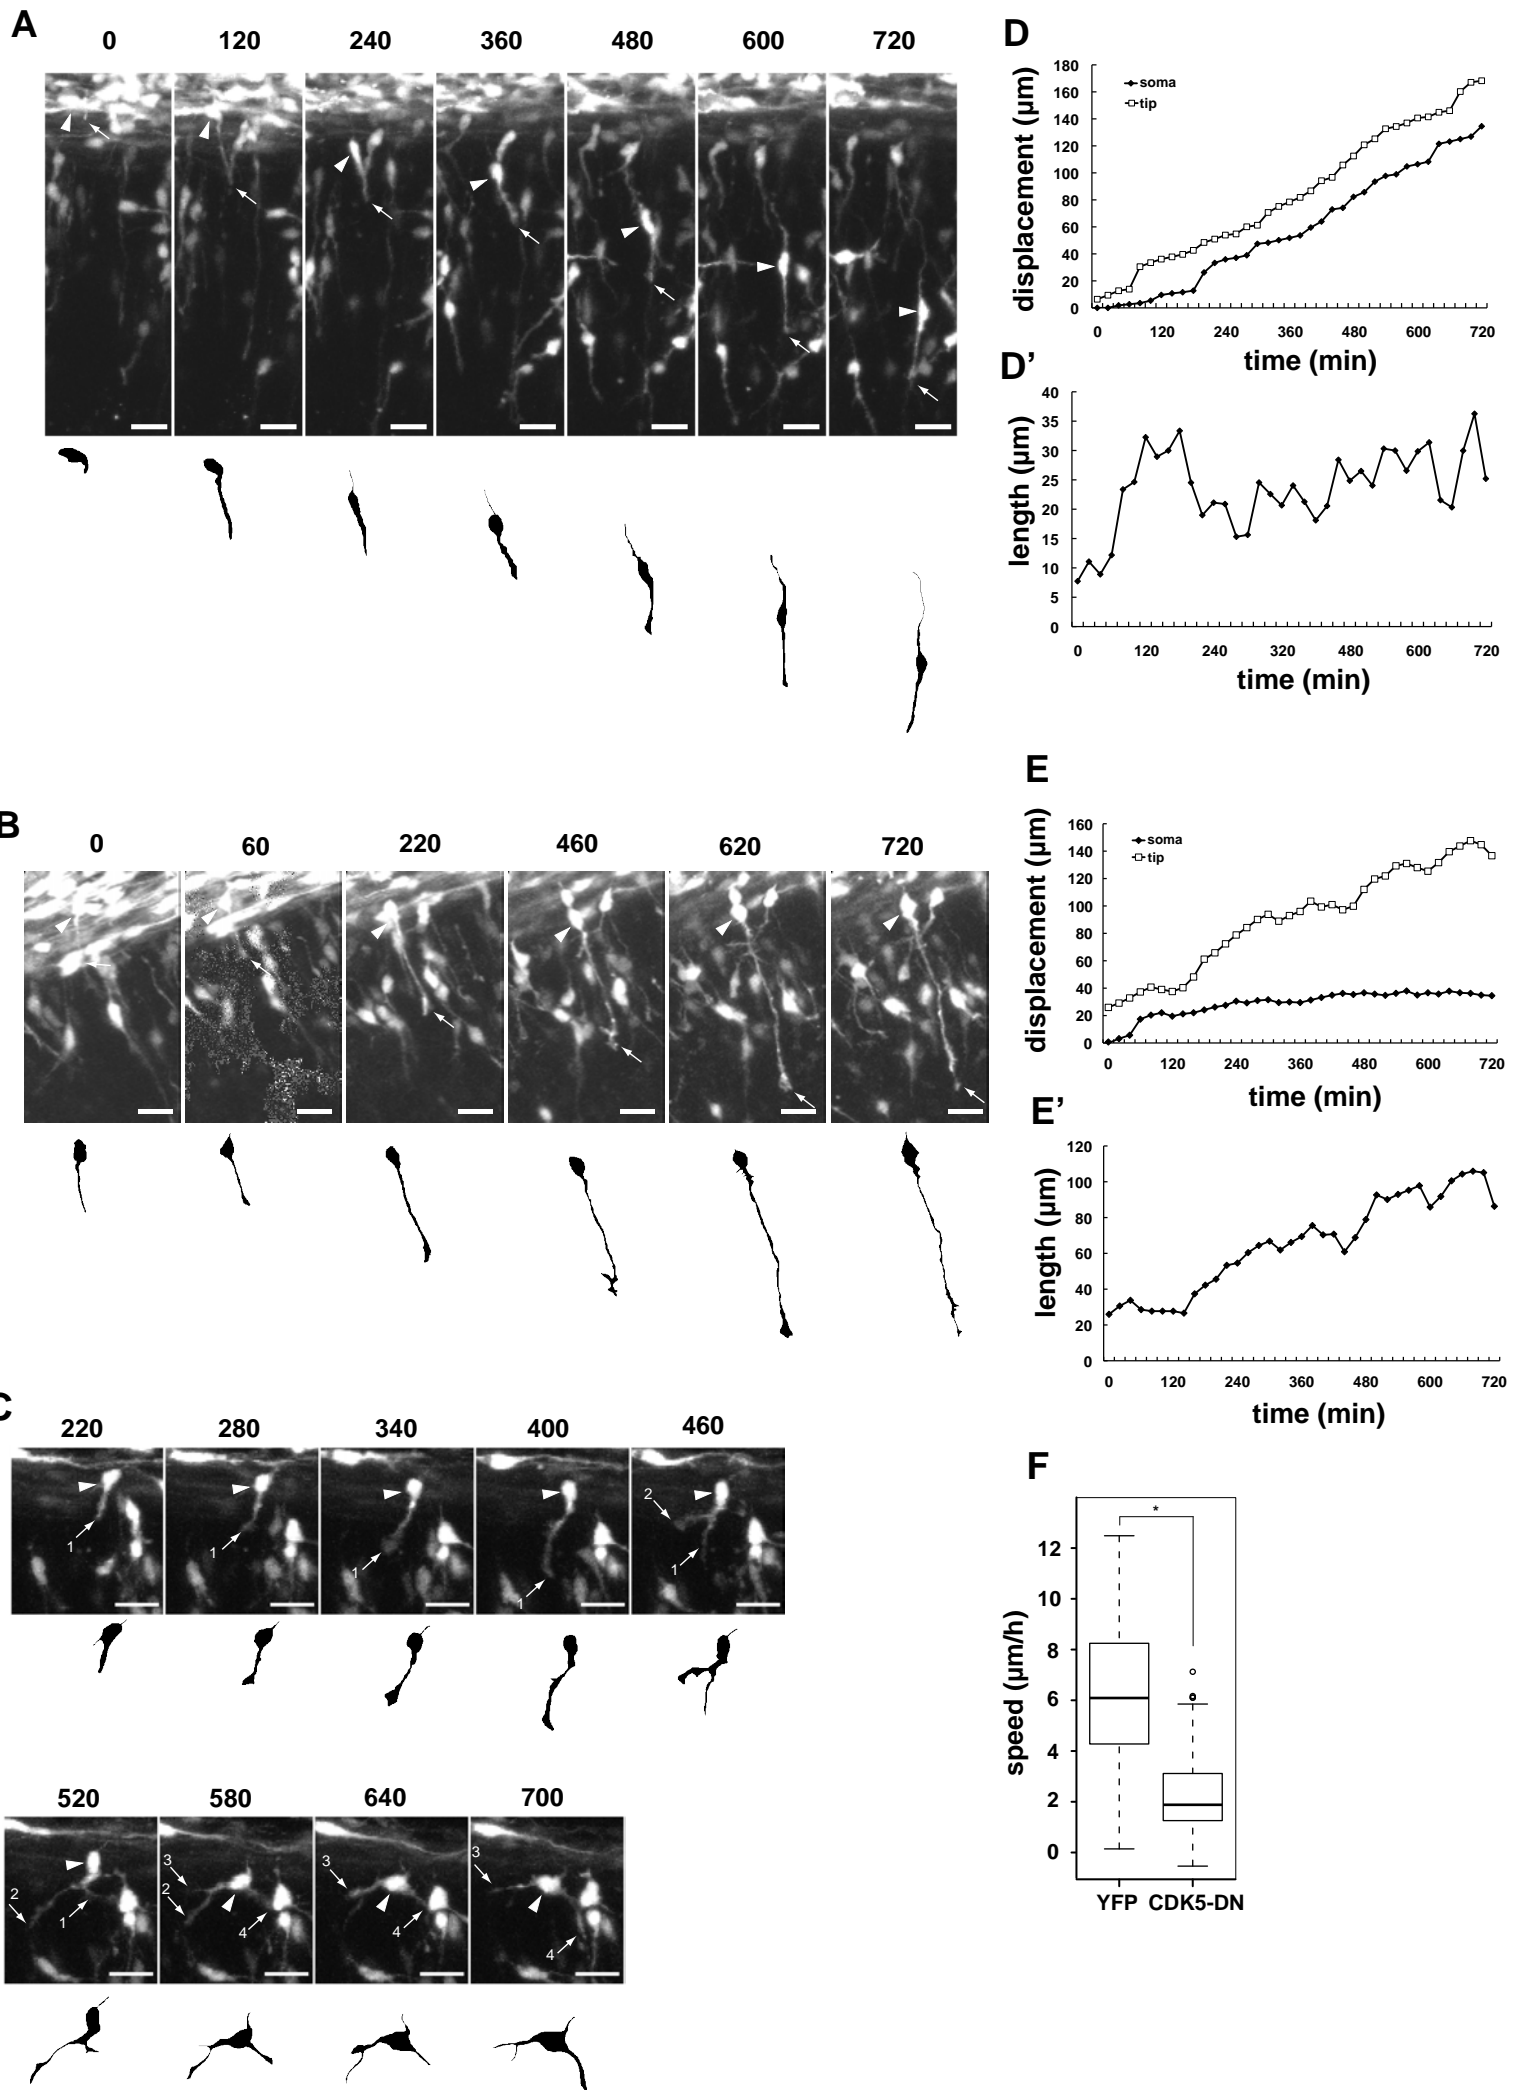 A
0 120 240 360 480 600 720
D
displacement (µm)
180
160
140
120
100
80
60
40
20
0
soma
tip
0 120 240 360 480 600 720
time (min)
D’
length (µm)
40
35
30
25
20
15
10
5
0
0 120 240 320 480 600 720
time (min)
B
0 60 220 460 620 720
E
displacement (µm)
160
140
120
100
80
60
40
20
0
soma
tip
0 120 240 360 480 600 720
time (min)
E’
length (µm)
120
100
80
60
40
20
0
0 120 240 360 480 600 720
time (min)
C
220 280 340 400 460
1
1
1
1
2
1
520 580 640 700
2
1
3
2
4
3
4
3
4
F
speed (µm/h)
*
12
10
8
6
4
2
0
YFP CDK5-DN